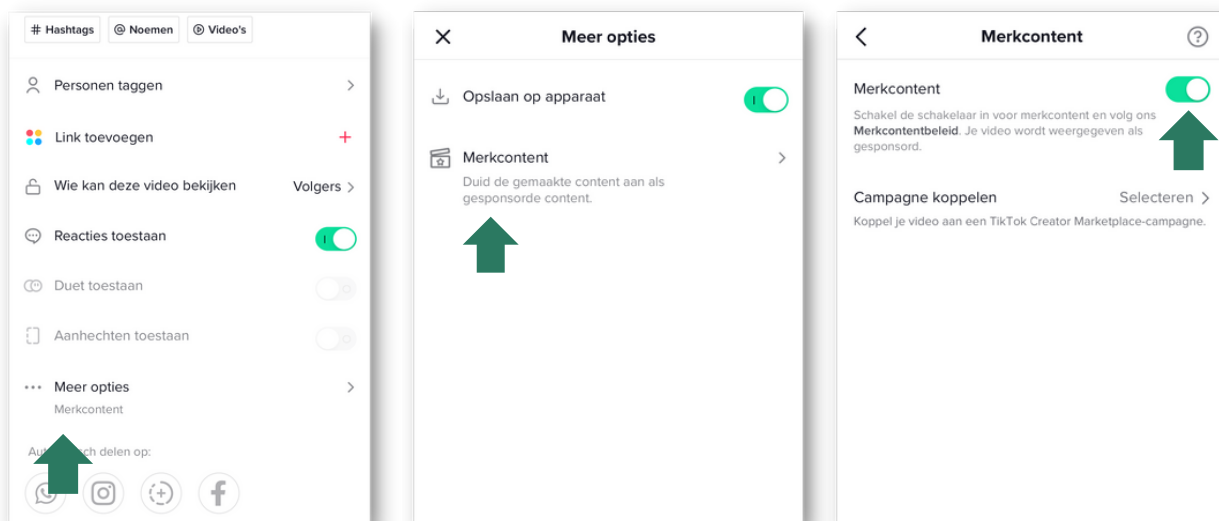 # Hashtags @ Noemen Video's
Personen taggen
Link toevoegen
Wie kan deze video bekijken Volgers
Reacties toestaan
Duet toestaan
Aanhechten toestaan
Meer opties
Merkcontent
delen op:
Meer opties
Opslaan op apparaat
Merkcontent
Duid de gemaakte content aan als
gesponsorde content.
Merkcontent
Merkcontent
Schakel de schakelaar in voor merkcontent en volg ons
Merkcontentbeleid. Je video wordt weergegeven als
gesponsord.
Campagne koppelen Selecteren
Koppel je video aan een TikTok Creator Marketplace-campagne.